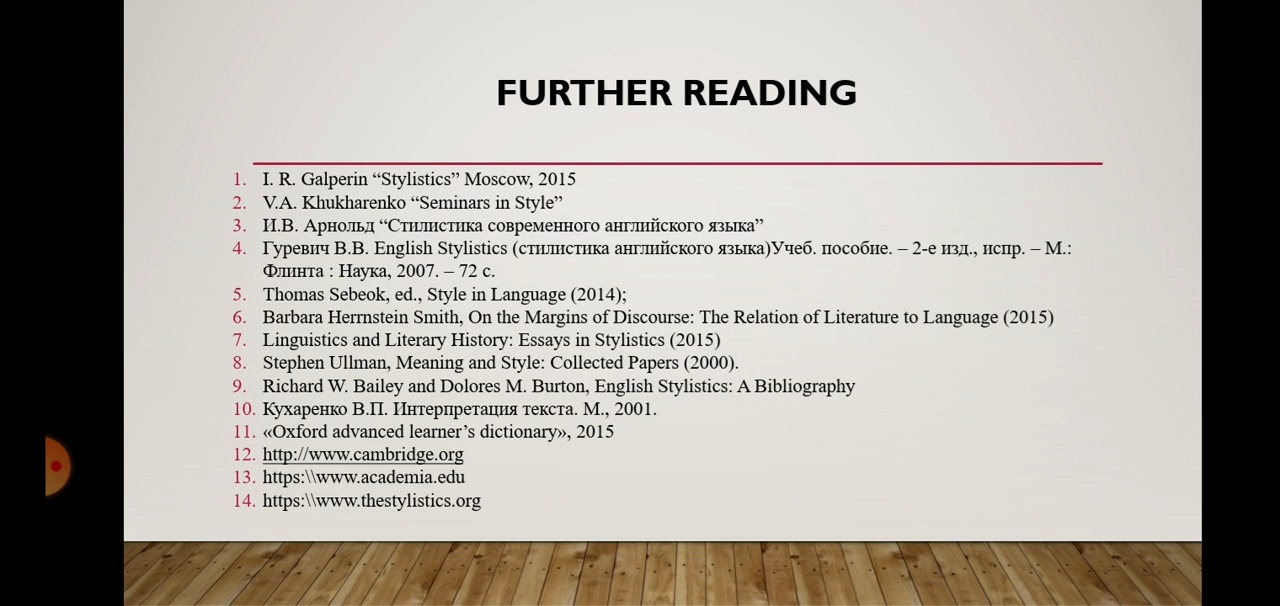 FURTHER READING
1. I. R. Galperin “Stylistics” Moscow, 2015
2. V.A. Khukharenko “Seminars in Style”
3. И.В. Арнольд “Стилистика современного английского языка”
4. Гуревич В.В. English Stylistics (стилистика английского языка)Учеб. пособие. – 2-е изд., испр. – М.:
Флинта : Наука, 2007. – 72 с.
5. Thomas Sebeok, ed., Style in Language (2014);
6. Barbara Herrnstein Smith, On the Margins of Discourse: The Relation of Literature to Language (2015)
7. Linguistics and Literary History: Essays in Stylistics (2015)
8. Stephen Ullman, Meaning and Style: Collected Papers (2000).
9. Richard W. Bailey and Dolores M. Burton, English Stylistics: A Bibliography
10. Кухаренко В.П. Интерпретация текста. М., 2001.
11. «Oxford advanced learner’s dictionary», 2015
12. http://www.cambridge.org
13. https:\\www.academia.edu
14. https:\\www.thestylistics.org